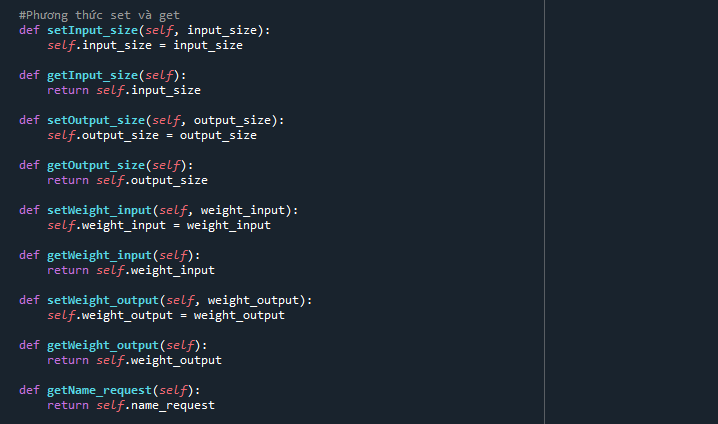 #Phương thức set và get
def setInput_size(self, input_size):
self.input_size = input_size
def getInput_size(self):
return self.input_size
def setOutput_size(self, output_size):
self.output_size = output_size
def getOutput_size(self):
return self.output_size
def setWeight_input(self, weight_input):
self.weight_input = weight_input
def getWeight_input(self):
return self.weight_input
def setWeight_output(self, weight_output):
self.weight_output = weight_output
def getWeight_output(self):
return self.weight_output
def getName_request(self):
return self.name_request